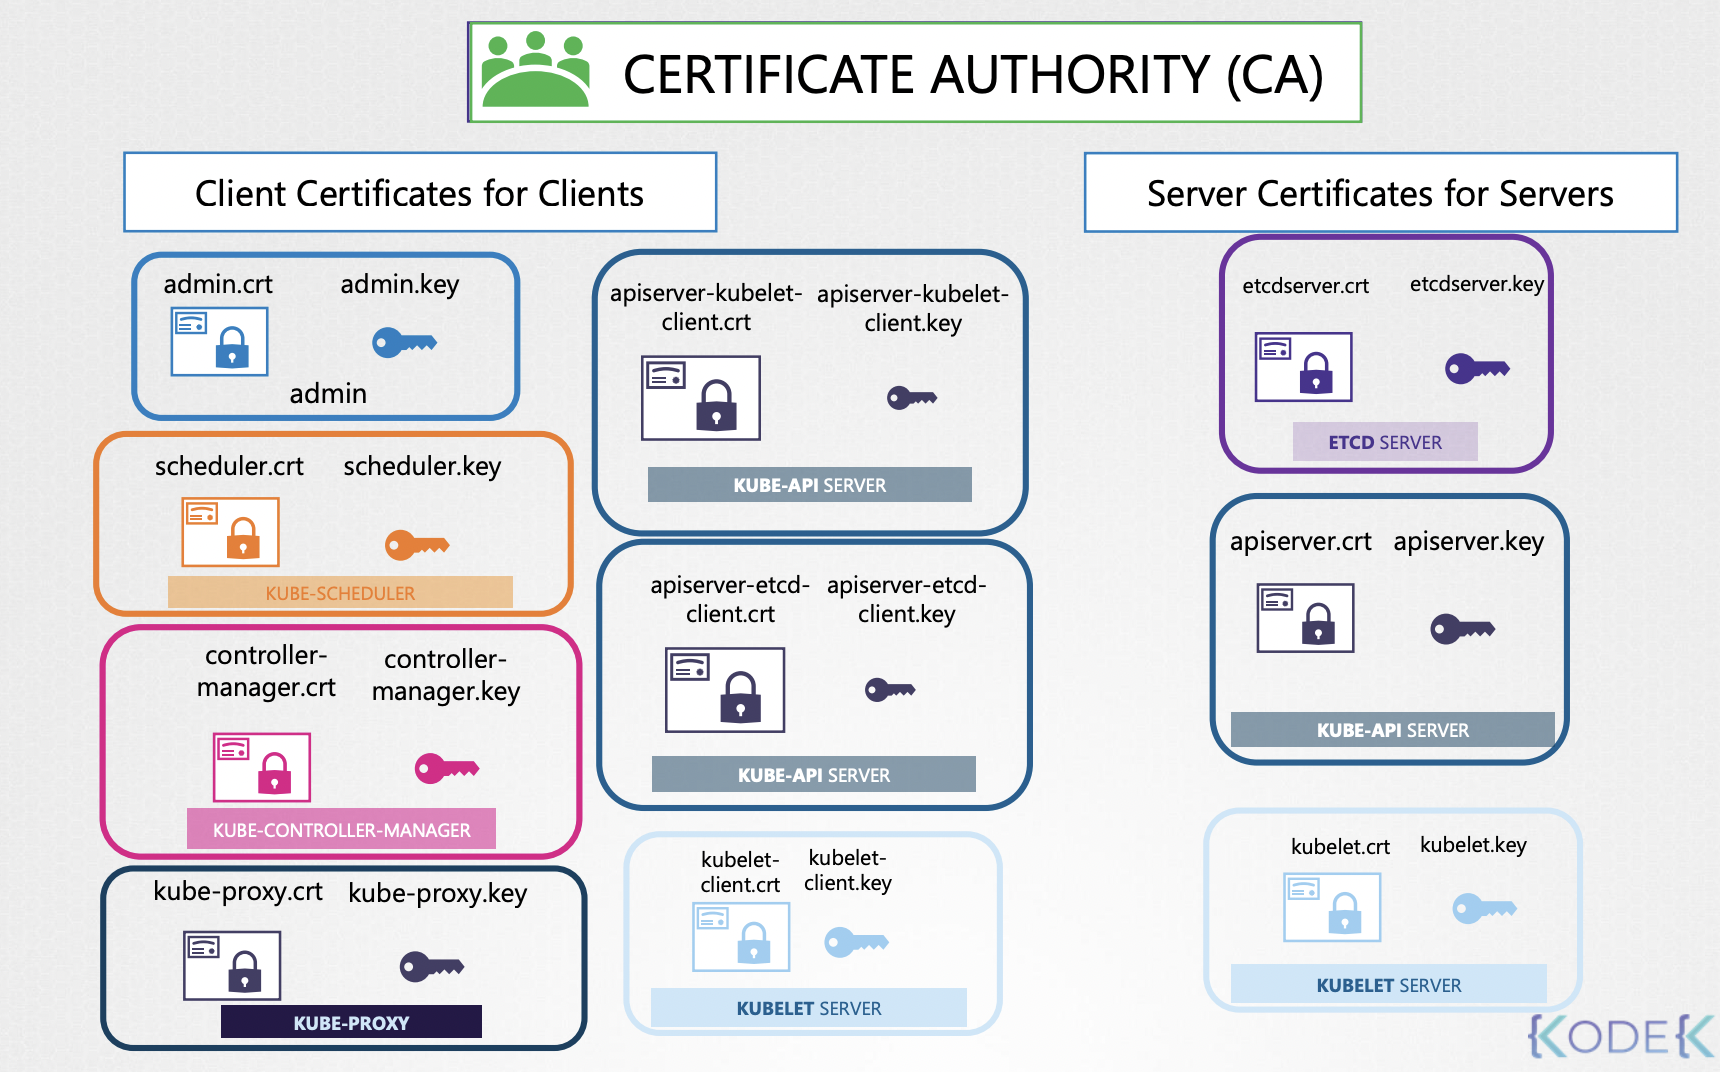 CERTIFICATE AUTHORITY (CA)
Client Certificates for Clients
admin.crt
admin.key
admin
scheduler.crt
scheduler.key
KUBE-SCHEDULER
controller-
manager.crt
controller-
manager.key
KUBE-CONTROLLER-MANAGER
kube-proxy.crt
kube-proxy.key
KUBE-PROXY
apiserver-kubelet-
client.crt
apiserver-kubelet-
client.key
KUBE-API SERVER
apiserver-etcd-
client.crt
apiserver-etcd-
client.key
KUBE-API SERVER
kubelet-
client.crt
kubelet-
client.key
KUBELET SERVER
Server Certificates for Servers
etcdserver.crt
etcdserver.key
ETCD SERVER
apiserver.crt
apiserver.key
KUBE-API SERVER
kubelet.crt
kubelet.key
KUBELET SERVER
{KODE{K